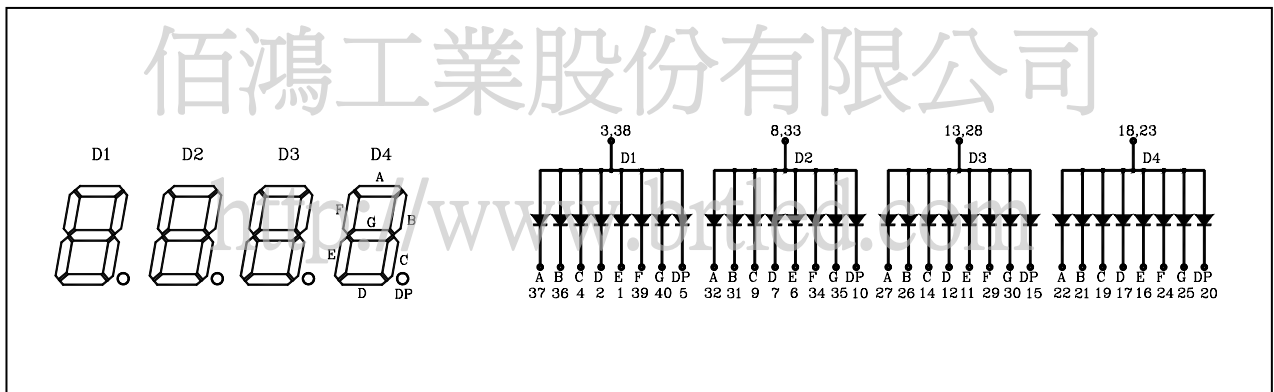 佰鴻工業股份有限公司
http://www.brtled.com
D1 D2 D3 D4
A
F
B
G
E
C
D
DP
3,38 8,33 13,28 18,23
D1 D2 D3 D4
A B C D E F G DP A B C D E F G DP A B C D E F G DP A B C D E F G DP
37 36 4 2 1 39 40 5 32 31 9 7 6 34 35 10 27 26 14 12 11 29 30 15 22 21 19 17 16 24 25 20